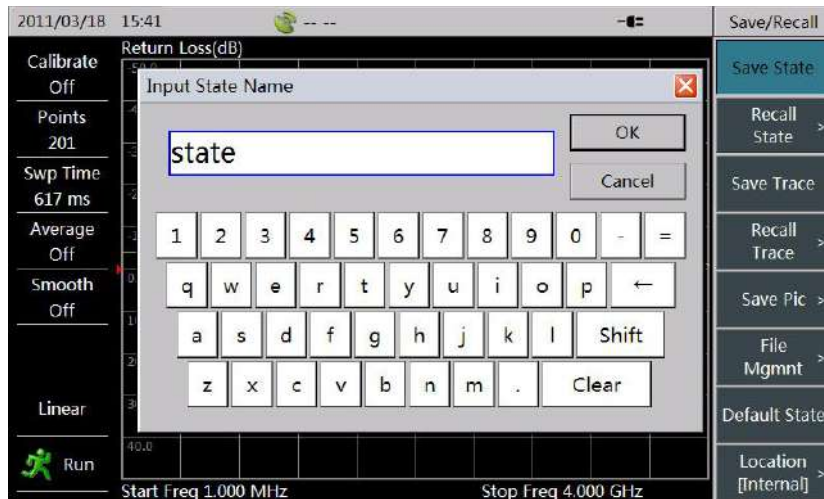 2011/03/18 15:41 -- --
Save/Recall
Calibrate
Off
Points
201
Swp Time
617 ms
Average
Off
Smooth
Off
Linear
Run
Return Loss(dB)
Input State Name
state
OK
Cancel
1 2 3 4 5 6 7 8 9 0 - =
q w e r t y u i o p ←
a s d f g h j k l Shift
z x c v b n m . Clear
40.0
Start Freq 1.000 MHz
Stop Freq 4.000 GHz
Save State
Recall >
State
Save Trace
Recall >
Trace
Save Pic >
File >
Mgmnt
Default State
Location >
[Internal]